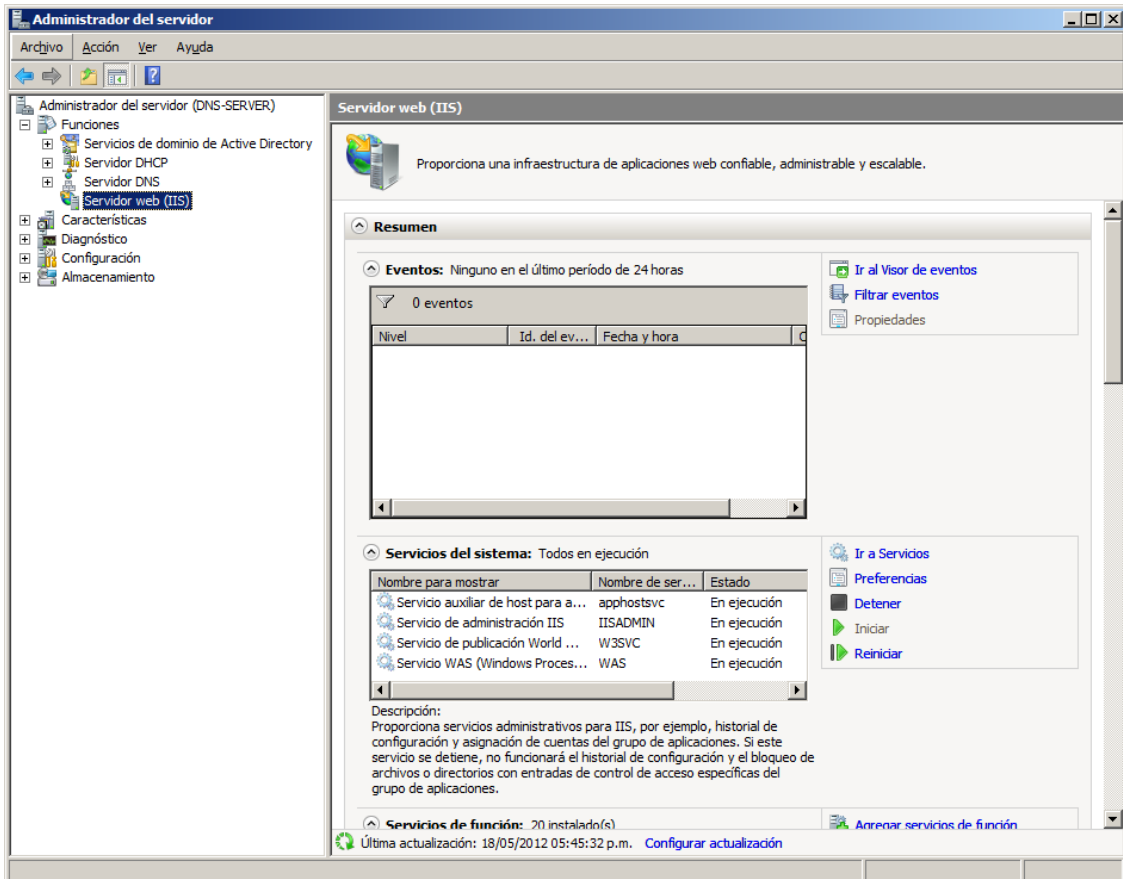 Administrador del servidor
Archivo Acción Ver Ayuda
Administrador del servidor (DNS-SERVER)
Funciones
Servicios de dominio de Active Directory
Servidor DHCP
Servidor DNS
Servidor web (IIS)
Características
Diagnóstico
Configuración
Almacenamiento
Servidor web (IIS)
Proporciona una infraestructura de aplicaciones web confiable, administrable y escalable.
Resumen
Eventos: Ninguno en el último período de 24 horas
0 eventos
Nivel Id. del ev... Fecha y hora
Ir al Visor de eventos
Filtrar eventos
Propiedades
Servicios del sistema: Todos en ejecución
Nombre para mostrar Nombre de ser... Estado
Servicio auxiliar de host para a... apphostsvc En ejecución
Servicio de administración IIS IISADMIN En ejecución
Servicio de publicación World ... W3SVC En ejecución
Servicio WAS (Windows Proces... WAS En ejecución
Ir a Servicios
Preferencias
Detener
Iniciar
Reiniciar
Descripción:
Proporciona servicios administrativos para IIS, por ejemplo, historial de
configuración y asignación de cuentas del grupo de aplicaciones. Si este
servicio se detiene, no funcionará el historial de configuración y el bloqueo de
archivos o directorios con entradas de control de acceso específicas del
grupo de aplicaciones.
Servicios de función: 20 instalado(s)
Agregar servicios de función
Última actualización: 18/05/2012 05:45:32 p.m. Configurar actualización